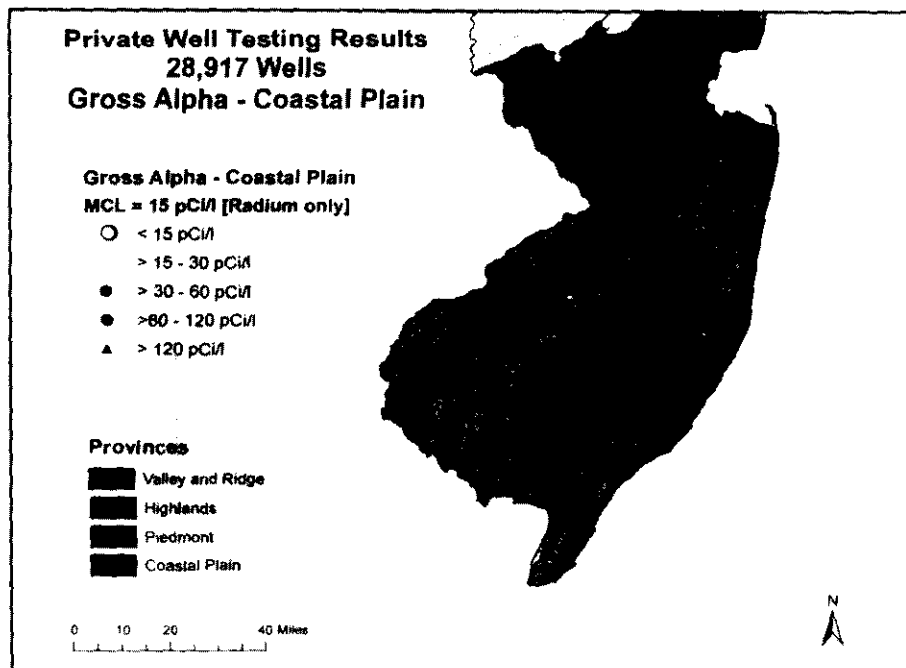 Private Well Testing Results
28,917 Wells
Gross Alpha - Coastal Plain
Gross Alpha - Coastal Plain
MCL = 15 pCi/l [Radium only]
< 15 pCi/l
> 15 - 30 pCi/l
> 30 - 60 pCi/l
>60 - 120 pCi/l
> 120 pCi/l
Provinces
Valley and Ridge
Highlands
Piedmont
Coastal Plain
0 10 20 40 Miles
N